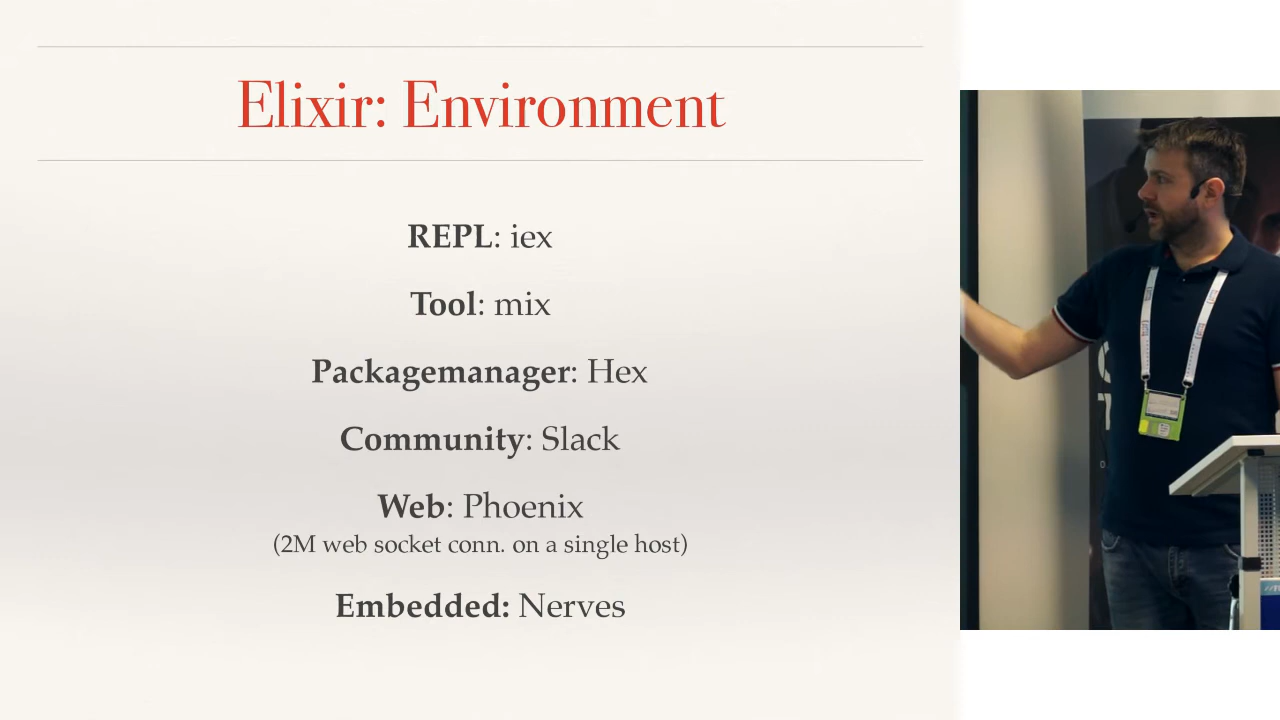 Elixir: Environment
REPL: iex
Tool: mix
Packagemanager: Hex
Community: Slack
Web: Phoenix
(2M web socket conn. on a single host)
Embedded: Nerves